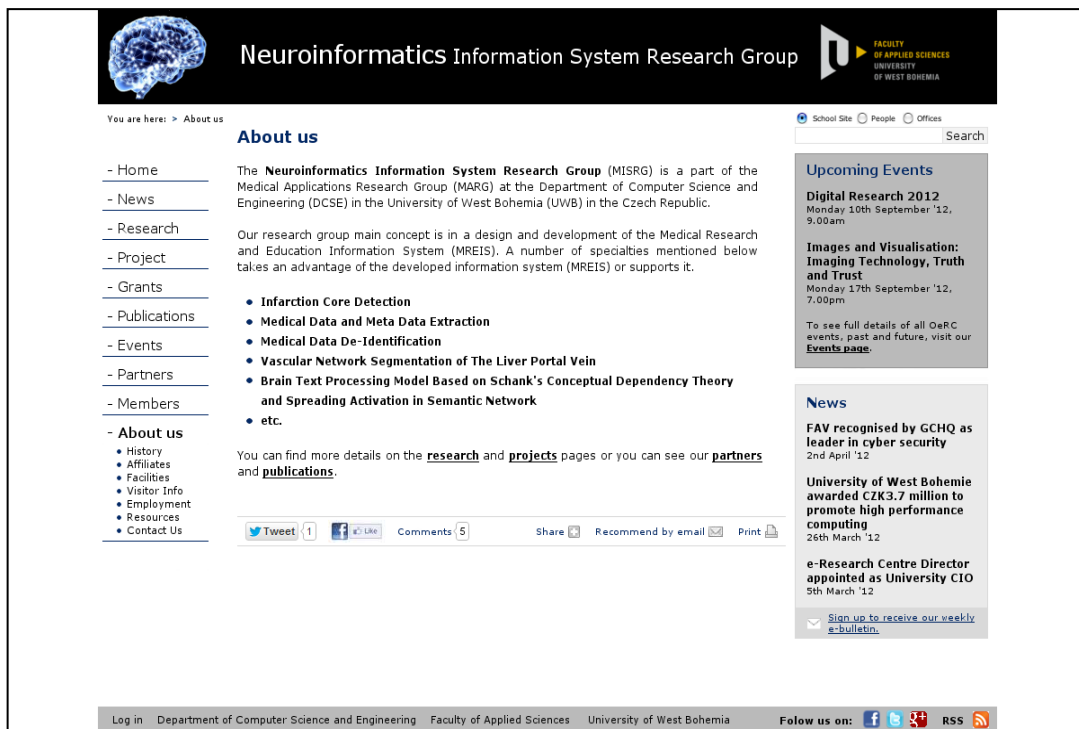 Neuroinformatics Information System Research Group
FACULTY
OF APPLIED SCIENCES
UNIVERSITY
OF WEST BOHEMIA
You are here: > About us
School Site People Offices
Search
- Home
- News
- Research
- Project
- Grants
- Publications
- Events
- Partners
- Members
- About us
History
Affiliates
Facilities
Visitor Info
Employment
Resources
Contact Us
About us
The Neuroinformatics Information System Research Group (MISRG) is a part of the
Medical Applications Research Group (MARG) at the Department of Computer Science and
Engineering (DCSE) in the University of West Bohemia (UWB) in the Czech Republic.
Our research group main concept is in a design and development of the Medical Research
and Education Information System (MREIS). A number of specialties mentioned below
takes an advantage of the developed information system (MREIS) or supports it.
Infarction Core Detection
Medical Data and Meta Data Extraction
Medical Data De-Identification
Vascular Network Segmentation of The Liver Portal Vein
Brain Text Processing Model Based on Schank's Conceptual Dependency Theory
and Spreading Activation in Semantic Network
etc.
You can find more details on the research and projects pages or you can see our partners
and publications.
Tweet 1 Like Comments 5 Share Recommend by email Print
Upcoming Events
Digital Research 2012
Monday 10th September '12,
9.00am
Images and Visualisation:
Imaging Technology, Truth
and Trust
Monday 17th September '12,
7.00pm
To see full details of all OeRC
events, past and future, visit our
Events page.
News
FAV recognised by GCHQ as
leader in cyber security
2nd April '12
University of West Bohemie
awarded CZK3.7 million to
promote high performance
computing
26th March '12
e-Research Centre Director
appointed as University CIO
5th March '12
Sign up to receive our weekly
e-bulletin.
Log in Department of Computer Science and Engineering Faculty of Applied Sciences University of West Bohemia Folow us on: RSS